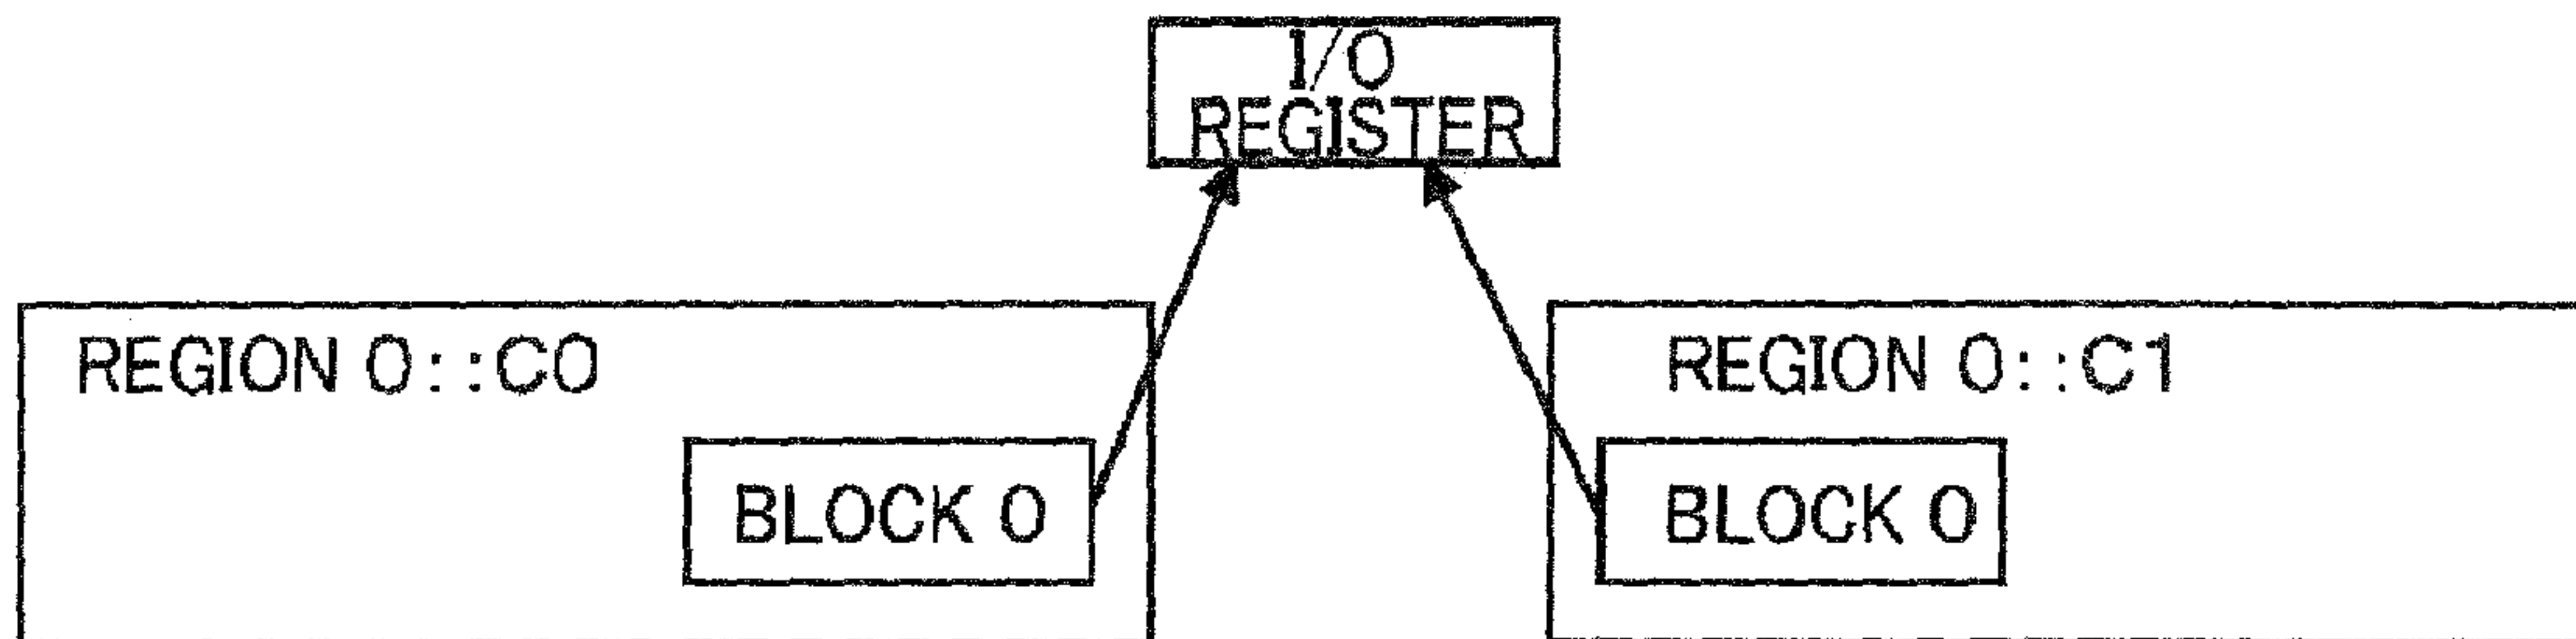 I/O
REGISTER
REGION 0::C0
REGION 0::C1
BLOCK 0
BLOCK 0